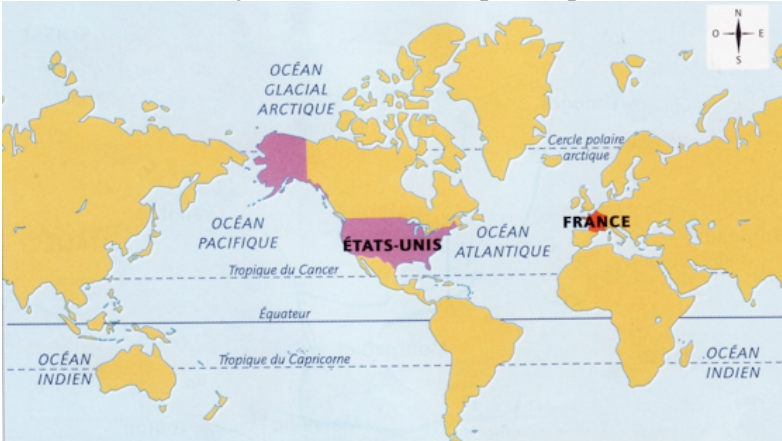 N
O E
S
OCÉAN
GLACIAL
ARCTIQUE
Cercle polaire
arctique
OCÉAN
PACIFIQUE
ÉTATS-UNIS
OCÉAN
ATLANTIQUE
FRANCE
Tropique du Cancer
Équateur
OCÉAN
INDIEN
Tropique du Capricorne
OCÉAN
INDIEN